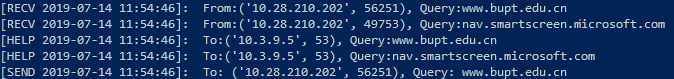 [RECV 2019-07-14 11:54:46]: From:('10.28.210.202', 56251), Query:www.bupt.edu.cn
[RECV 2019-07-14 11:54:46]: From:('10.28.210.202', 49753), Query:nav.smartscreen.microsoft.com
[HELP 2019-07-14 11:54:46]: To:('10.3.9.5', 53), Query:www.bupt.edu.cn
[HELP 2019-07-14 11:54:46]: To:('10.3.9.5', 53), Query:nav.smartscreen.microsoft.com
[SEND 2019-07-14 11:54:46]: To: ('10.28.210.202', 56251), Query: www.bupt.edu.cn